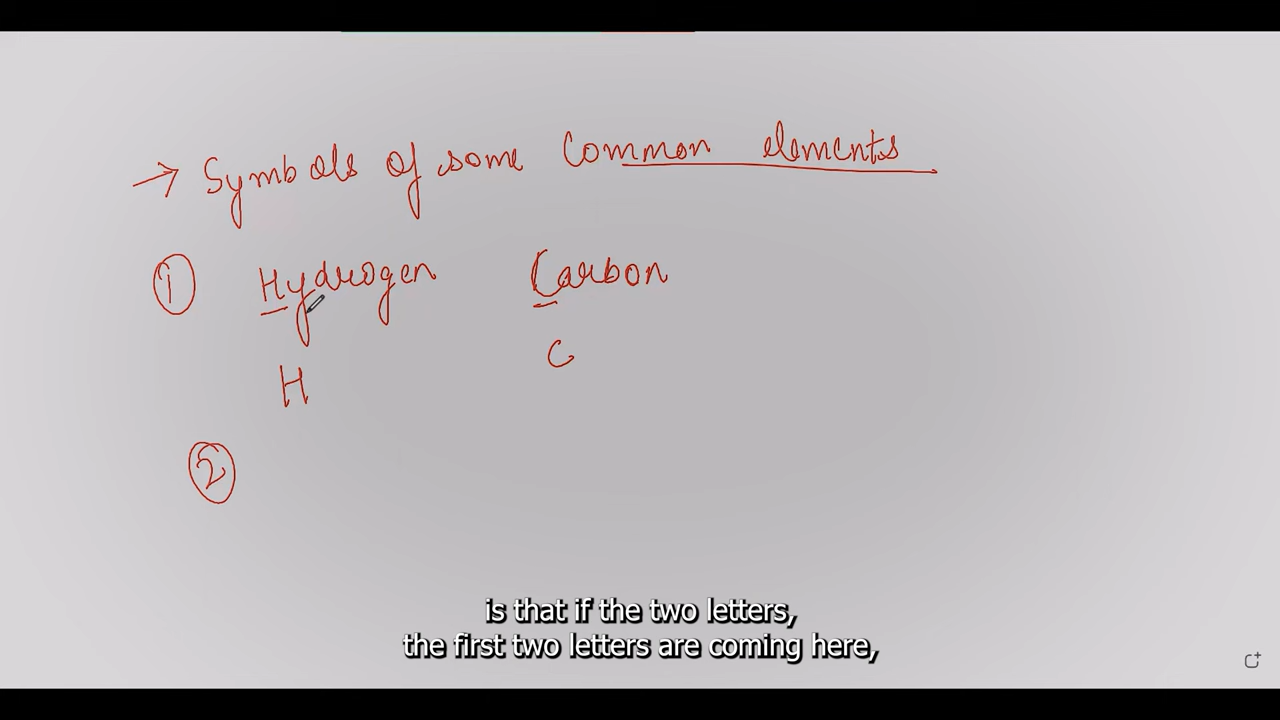 → Symbols of some Common elements
① Hydrogen Carbon
H C
②
is that if the two letters,
the first two letters are coming here,